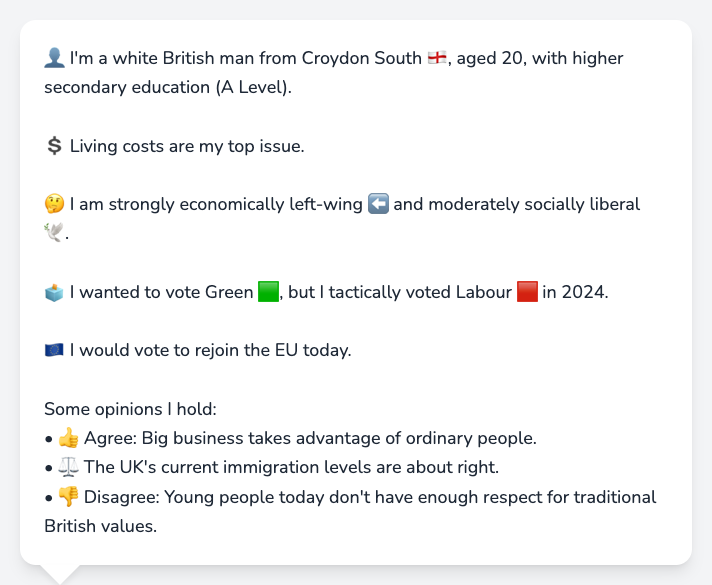 👤 I'm a white British man from Croydon South 🏴󠁧󠁢󠁥󠁮󠁧󠁿, aged 20, with higher
secondary education (A Level).
💲 Living costs are my top issue.
🤔 I am strongly economically left-wing ⬅️ and moderately socially liberal
🕊️.
🗳️ I wanted to vote Green 🟩, but I tactically voted Labour 🟥 in 2024.
🇪🇺 I would vote to rejoin the EU today.
Some opinions I hold:
• 👍 Agree: Big business takes advantage of ordinary people.
• ⚖️ The UK's current immigration levels are about right.
• 👎 Disagree: Young people today don't have enough respect for traditional
British values.